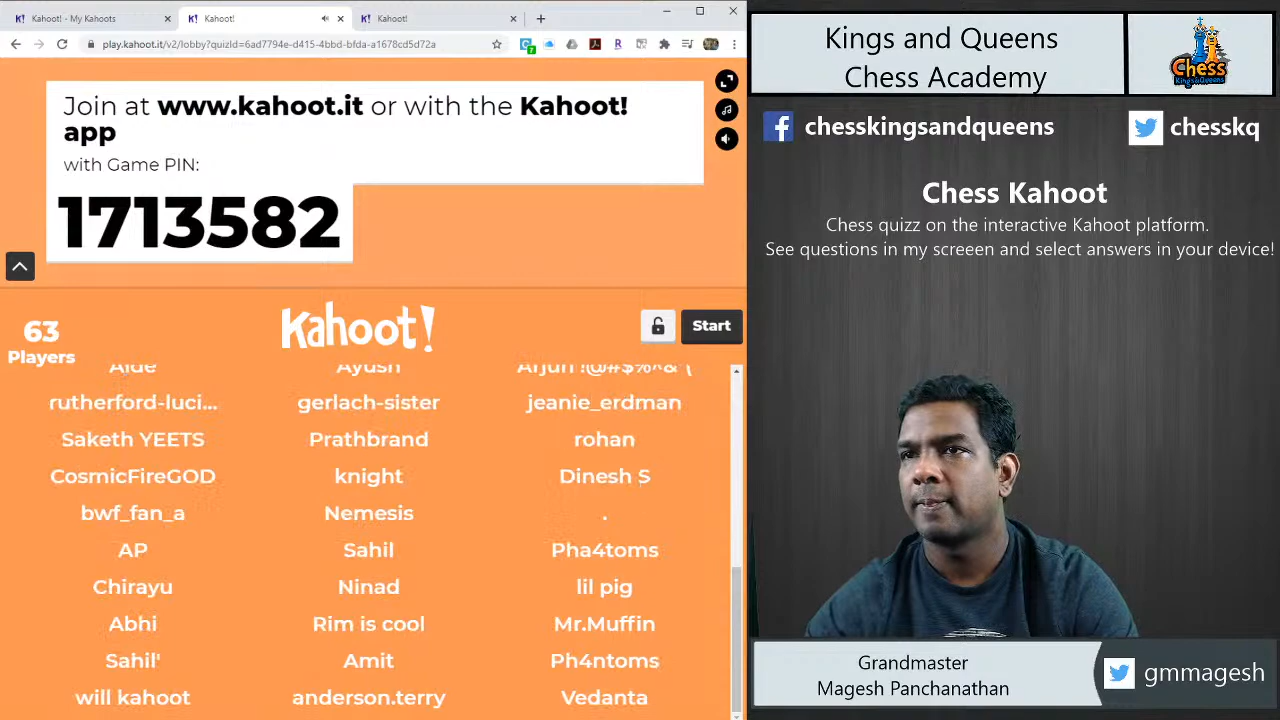 Kahoot! - My Kahoots
Kahoot!
Kahoot!
play.kahoot.it/v2/lobby?quizId=6ad7794e-d415-4bbd-bfda-a1678cd5d72a
Join at www.kahoot.it or with the Kahoot!
app
with Game PIN:
1713582
63
Players
Kahoot!
Start
Ayush
rutherford-luci...
gerlach-sister
jeanie_erdman
Saketh YEETS
Prathbrand
rohan
CosmicFireGOD
knight
Dinesh S
bwf_fan_a
Nemesis
.
AP
Sahil
Pha4toms
Chirayu
Ninad
lil pig
Abhi
Rim is cool
Mr.Muffin
Sahil'
Amit
Ph4ntoms
will kahoot
anderson.terry
Vedanta
Kings and Queens
Chess Academy
Chess
Kings&Queens
chesskingsandqueens
chesskq
Chess Kahoot
Chess quizz on the interactive Kahoot platform.
See questions in my screeen and select answers in your device!
Grandmaster
Magesh Panchanathan
gmmagesh